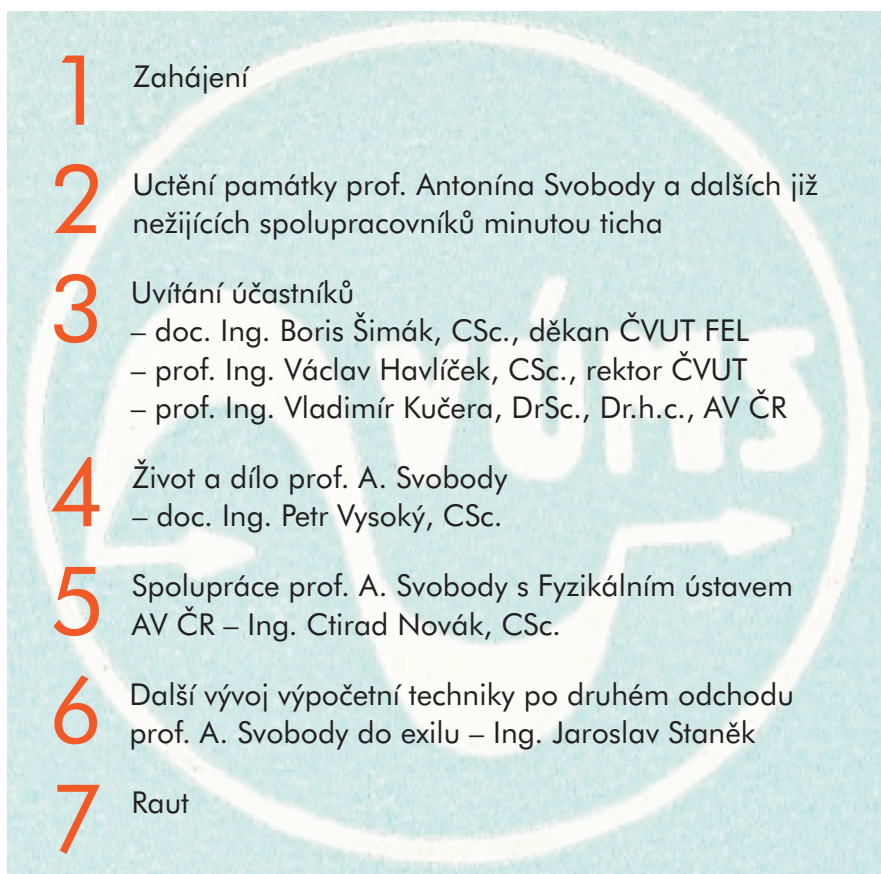 1 Zahájení
2 Uctění památky prof. Antonína Svobody a dalších již
nežijících spolupracovníků minutou ticha
3 Uvítání účastníků
– doc. Ing. Boris Šimák, CSc., děkan ČVUT FEL
– prof. Ing. Václav Havlíček, CSc., rektor ČVUT
– prof. Ing. Vladimír Kučera, DrSc., Dr.h.c., AV ČR
4 Život a dílo prof. A. Svobody
– doc. Ing. Petr Vysoký, CSc.
5 Spolupráce prof. A. Svobody s Fyzikálním ústavem
AV ČR – Ing. Ctirad Novák, CSc.
6 Další vývoj výpočetní techniky po druhém odchodu
prof. A. Svobody do exilu – Ing. Jaroslav Staněk
7 Raut
VÚMS